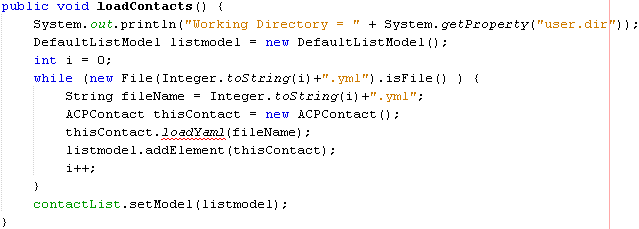 public void loadContacts() {
    System.out.println("Working Directory = " + System.getProperty("user.dir"));
    DefaultListModel listmodel = new DefaultListModel();
    int i = 0;
    while (new File(Integer.toString(i)+".yml").isFile() ) {
        String fileName = Integer.toString(i)+".yml";
        ACPContact thisContact = new ACPContact();
        thisContact.loadYaml(fileName);
        listmodel.addElement(thisContact);
        i++;
    }
    contactList.setModel(listmodel);
}